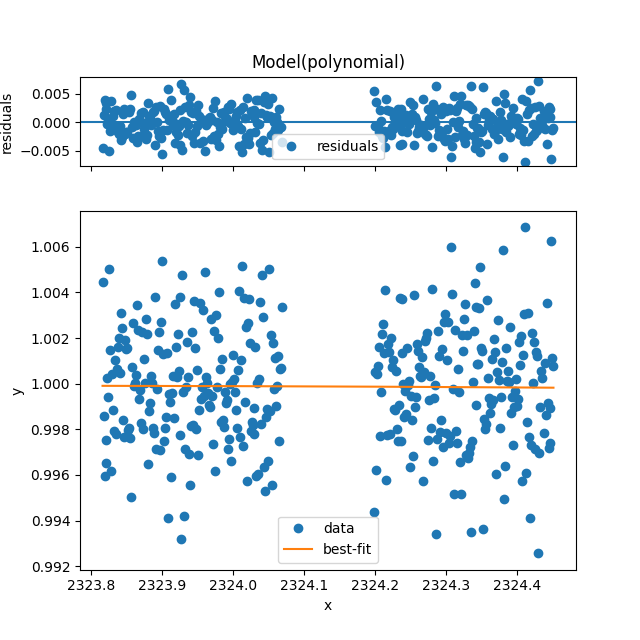 Model(polynomial)
residuals
0.005
0.000
−0.005
residuals
y
1.006
1.004
1.002
1.000
0.998
0.996
0.994
0.992
data
best-fit
2323.8 2323.9 2324.0 2324.1 2324.2 2324.3 2324.4
x